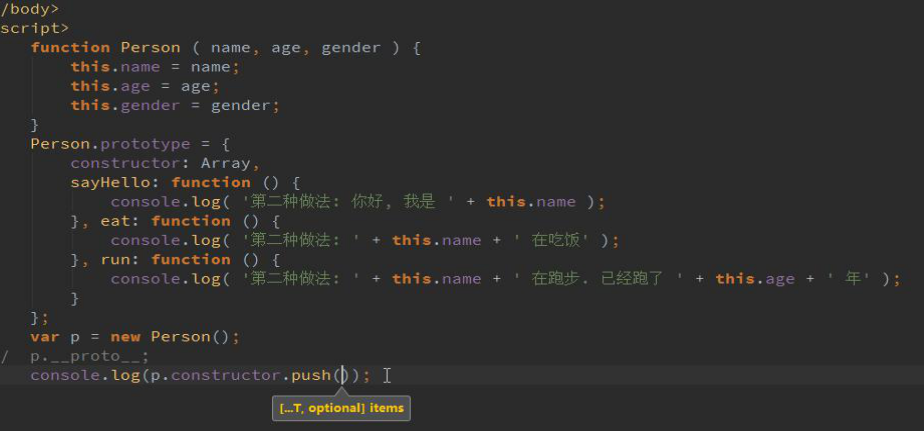 /body>
script>
function Person ( name, age, gender ) {
this.name = name;
this.age = age;
this.gender = gender;
}
Person.prototype = {
constructor: Array,
sayHello: function () {
console.log( '第二种做法: 你好, 我是 ' + this.name );
}, eat: function () {
console.log( '第二种做法: ' + this.name + ' 在吃饭' );
}, run: function () {
console.log( '第二种做法: ' + this.name + ' 在跑步. 已经跑了 ' + this.age + ' 年' );
}
};
var p = new Person();
/ p.__proto__;
console.log(p.constructor.push());
[...T, optional] items